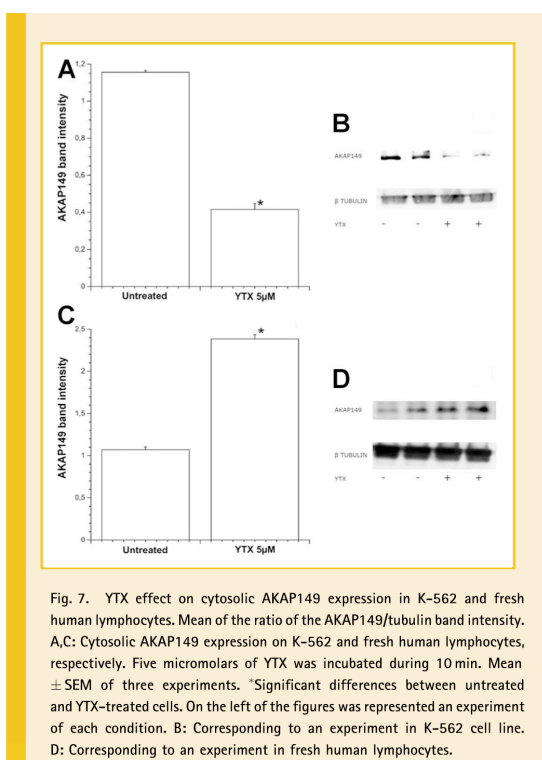 A
1,2
1
0,8
0,6
0,4
0,2
0
AKAP149 band intensity
*
Untreated
YTX 5µM
B
AKAP149
β TUBULIN
YTX
- - + +
C
2,5
2
1,5
1
0,5
0
AKAP149 band intensity
*
Untreated
YTX 5µM
D
AKAP149
β TUBULIN
YTX
- - + +
Fig. 7. YTX effect on cytosolic AKAP149 expression in K-562 and fresh
human lymphocytes. Mean of the ratio of the AKAP149/tubulin band intensity.
A,C: Cytosolic AKAP149 expression on K-562 and fresh human lymphocytes,
respectively. Five micromolars of YTX was incubated during 10 min. Mean
± SEM of three experiments. *Significant differences between untreated
and YTX-treated cells. On the left of the figures was represented an experiment
of each condition. B: Corresponding to an experiment in K-562 cell line.
D: Corresponding to an experiment in fresh human lymphocytes.